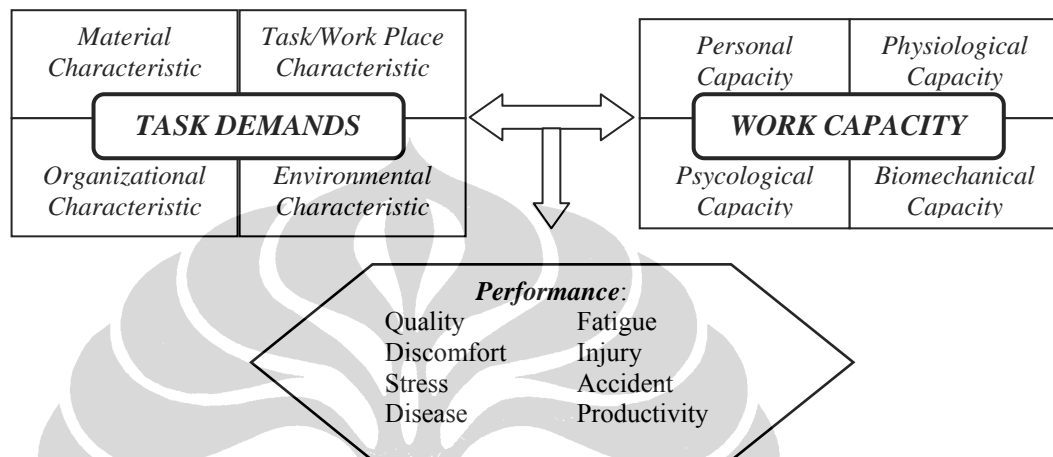 Material
Characteristic
Task/Work Place
Characteristic
TASK DEMANDS
Organizational
Characteristic
Environmental
Characteristic
Personal
Capacity
Physiological
Capacity
WORK CAPACITY
Psycological
Capacity
Biomechanical
Capacity
Performance:
Quality Fatigue
Discomfort Injury
Stress Accident
Disease Productivity